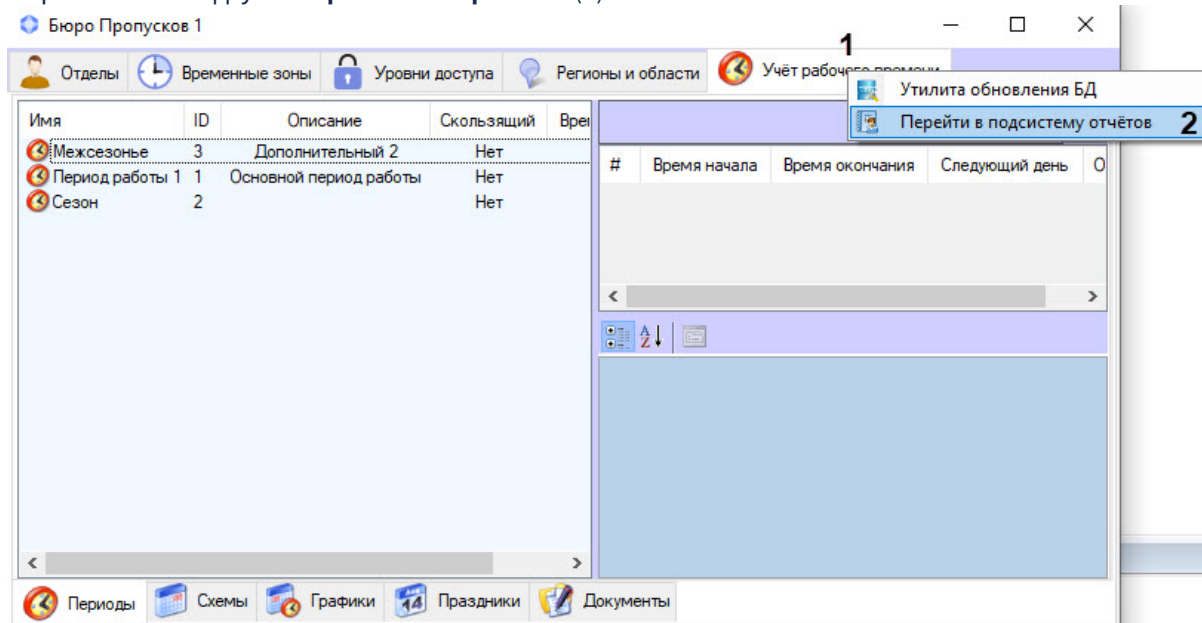 Бюро Пропусков 1
1
Отделы Временные зоны Уровни доступа Регионы и области Учёт рабочего времени
Утилита обновления БД
Перейти в подсистему отчётов 2
Имя ID Описание Скользящий
Межсезонье 3 Дополнительный 2 Нет
Период работы 1 1 Основной период работы Нет
Сезон 2 Нет
# Время начала Время окончания Следующий день
Периоды Схемы Графики Праздники Документы